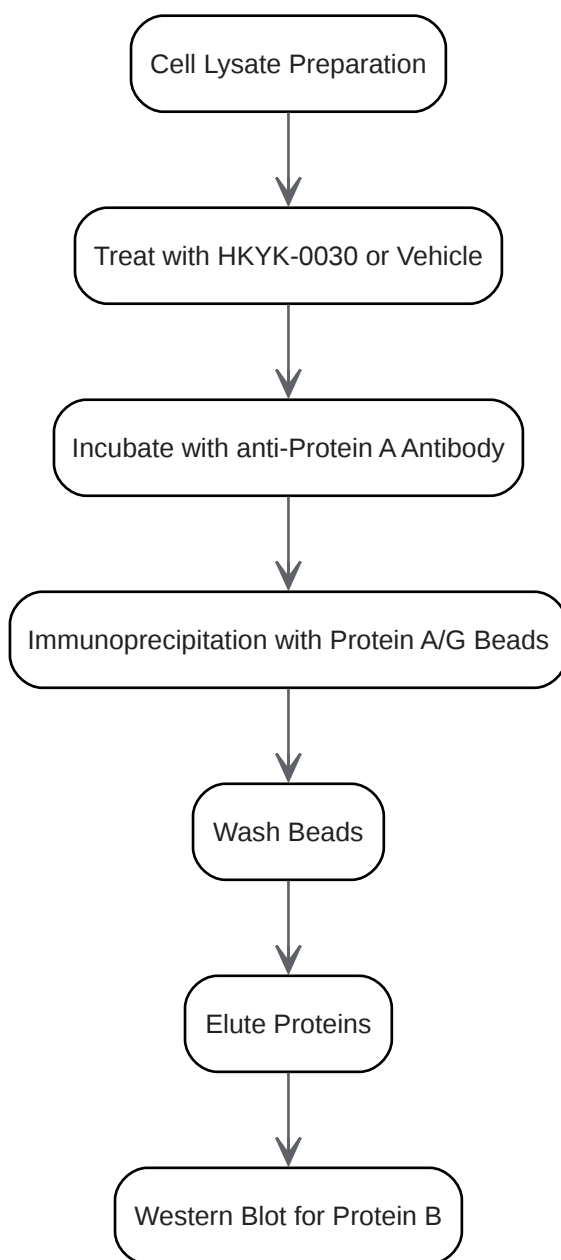 Cell Lysate Preparation
Treat with HKYK-0030 or Vehicle
Incubate with anti-Protein A Antibody
Immunoprecipitation with Protein A/G Beads
Wash Beads
Elute Proteins
Western Blot for Protein B